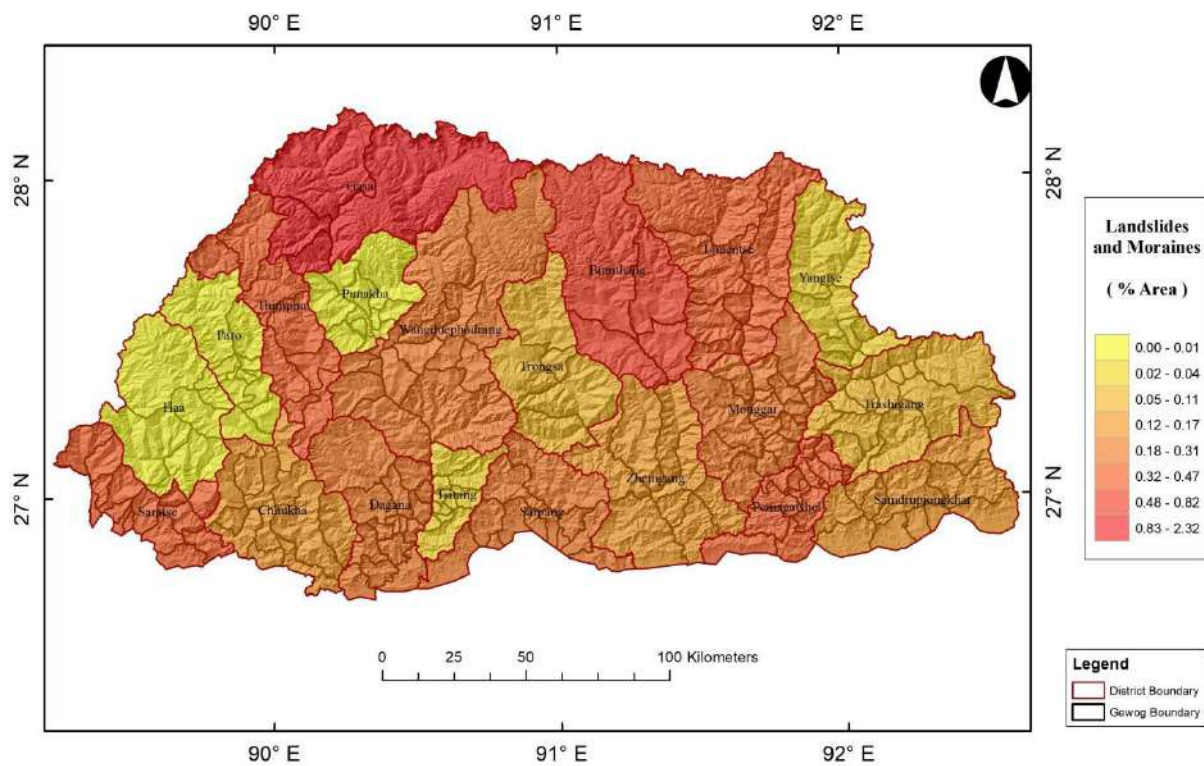 90° E
91° E
92° E
28° N
28° N
27° N
27° N
Gasa
Bumthang
Lhuentse
Yangtse
Punakha
Thimphu
Paro
Wangduephodrang
Trongsa
Haa
Monggar
Trashigang
Zhemgang
Tsirang
Samtse
Chhukha
Dagana
Sarpang
Pemagatshel
Samdrupjongkhar
0
25
50
100 Kilometers
90° E
91° E
92° E
Landslides
and Moraines
( % Area )
0.00 - 0.01
0.02 - 0.04
0.05 - 0.11
0.12 - 0.17
0.18 - 0.31
0.32 - 0.47
0.48 - 0.82
0.83 - 2.32
Legend
District Boundary
Gewog Boundary